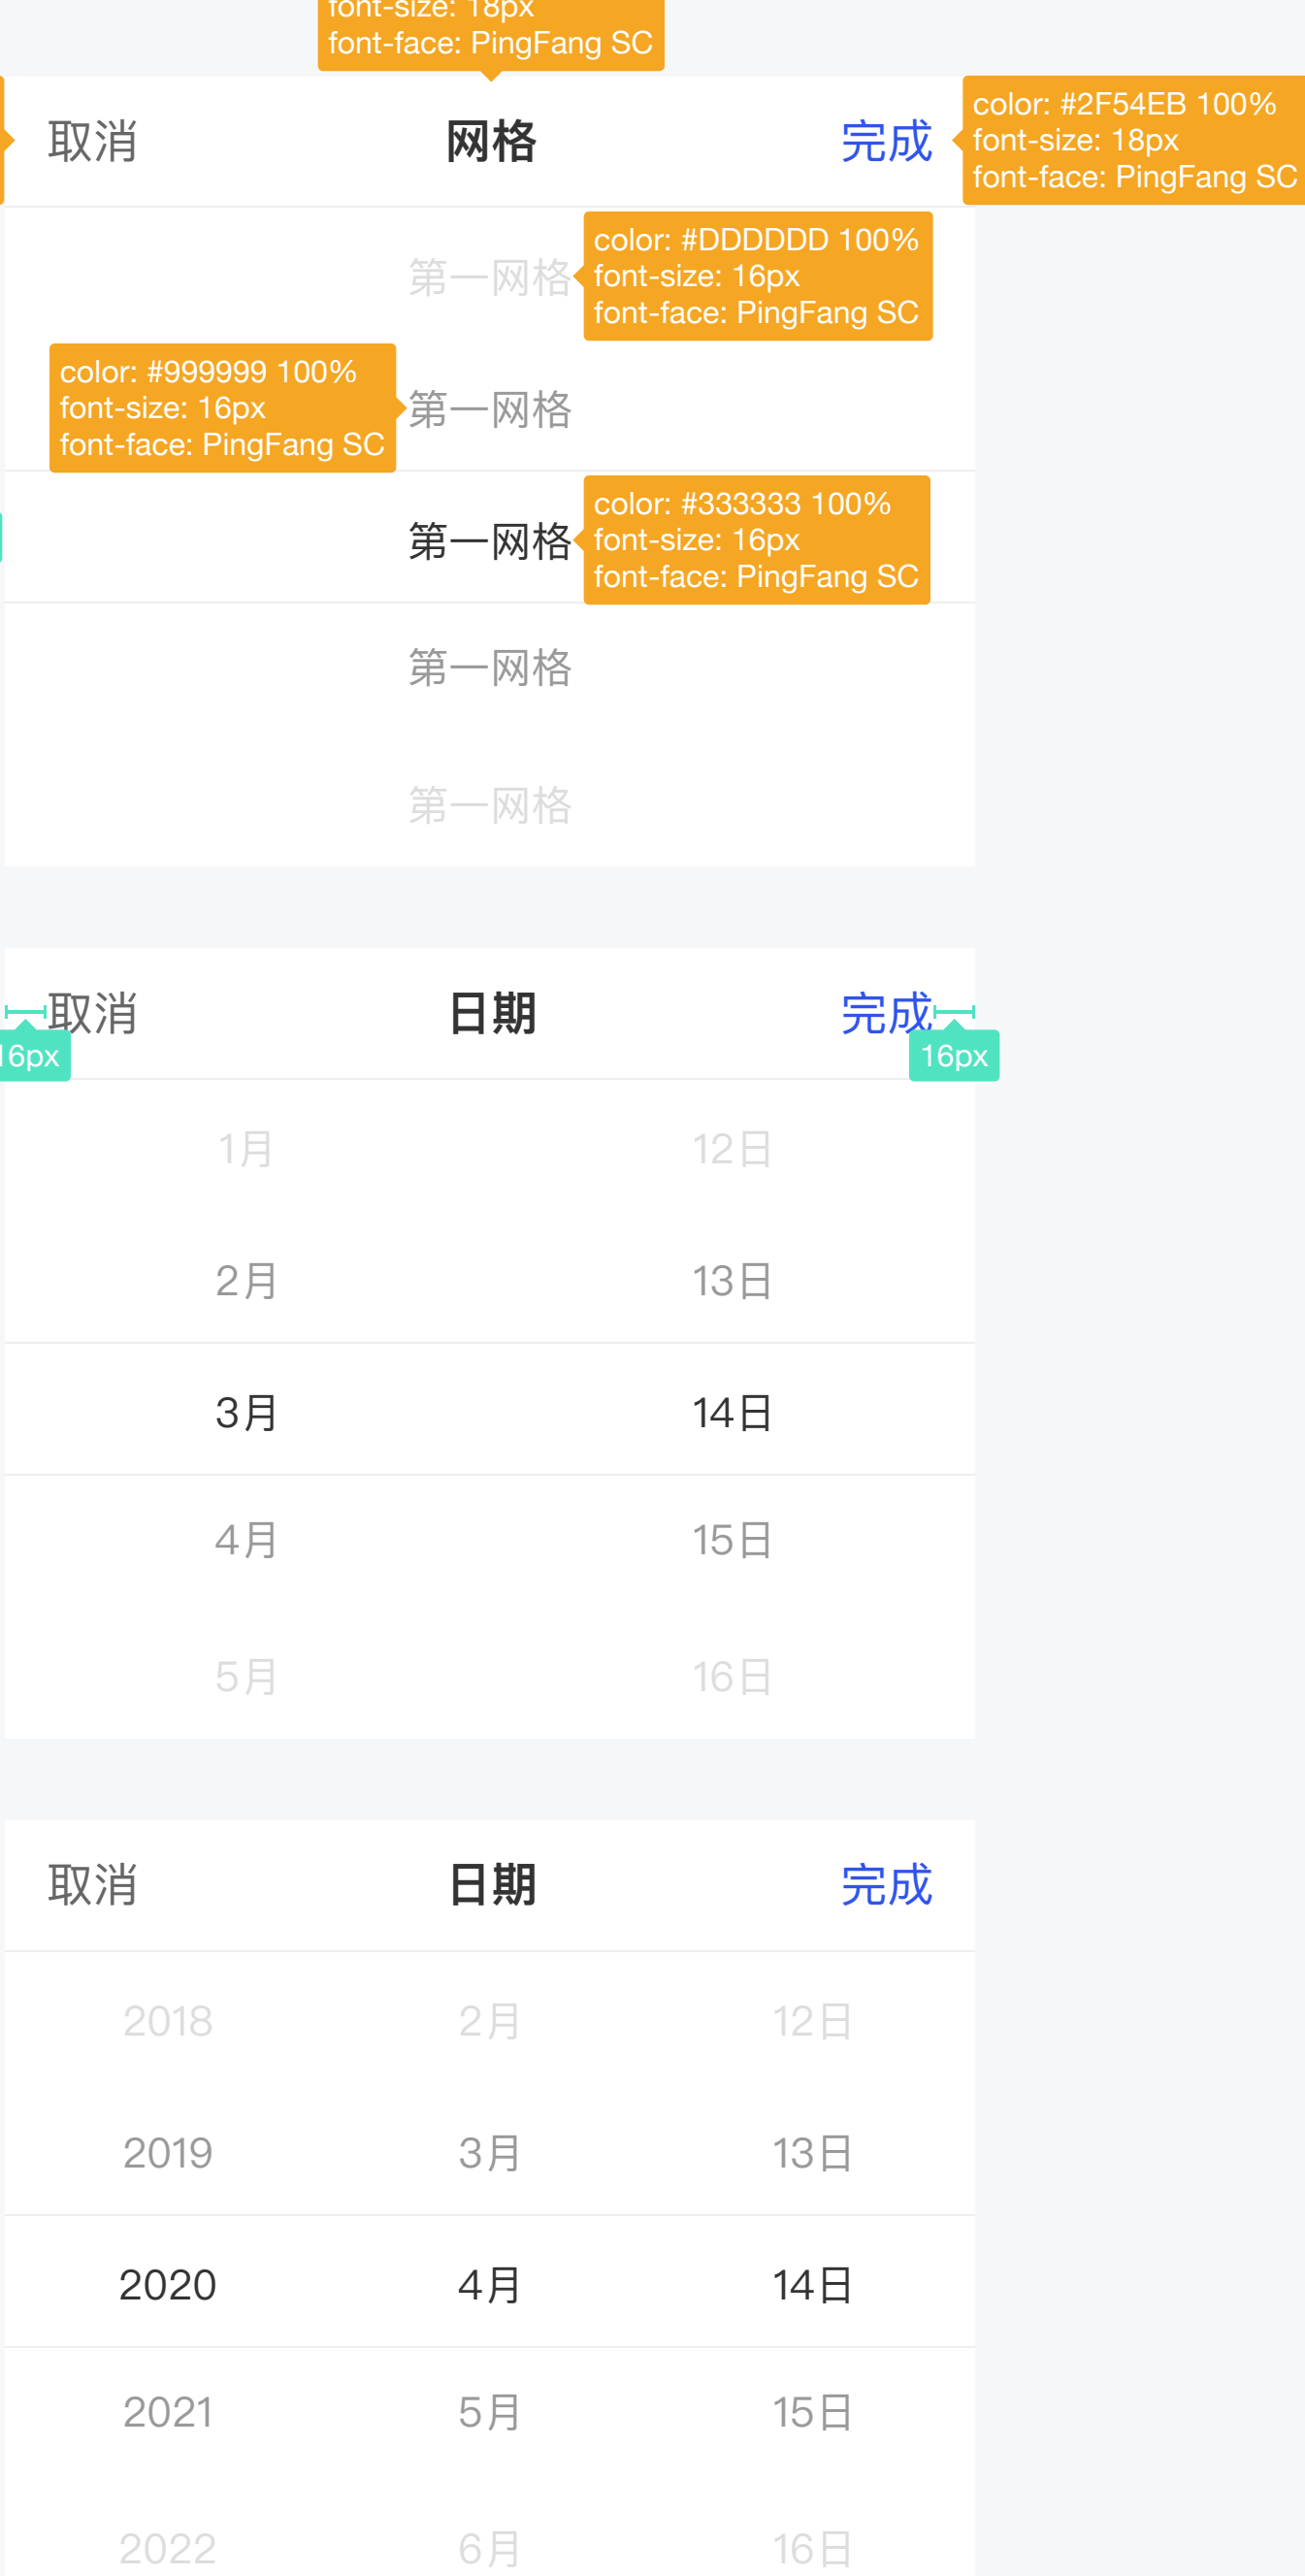 font-size: 18px
font-face: PingFang SC
取消
网格
完成
color: #2F54EB 100%
font-size: 18px
font-face: PingFang SC
第一网格
color: #DDDDDD 100%
font-size: 16px
font-face: PingFang SC
color: #999999 100%
font-size: 16px
font-face: PingFang SC
第一网格
第一网格
color: #333333 100%
font-size: 16px
font-face: PingFang SC
第一网格
第一网格
取消
日期
完成
16px
16px
1月
12日
2月
13日
3月
14日
4月
15日
5月
16日
取消
日期
完成
2018
2月
12日
2019
3月
13日
2020
4月
14日
2021
5月
15日
2022
6月
16日